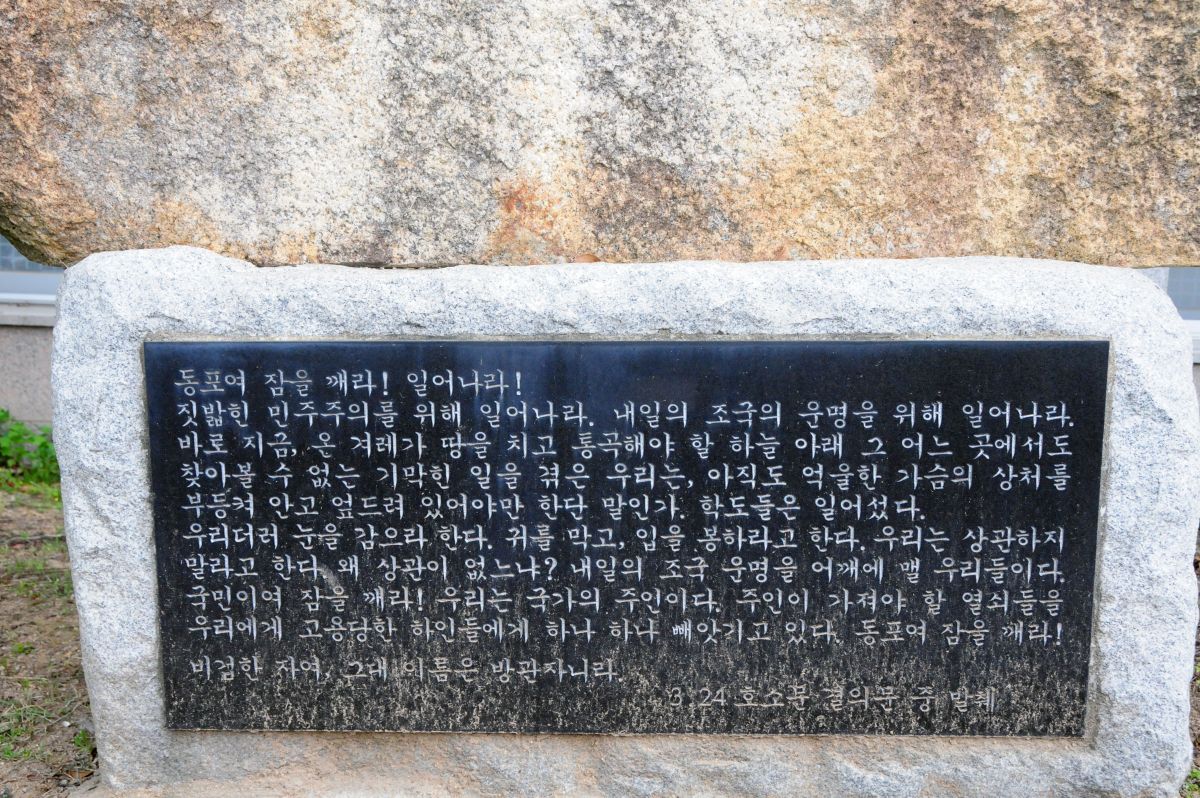 동포여 잠을 깨라! 일어나라!
짓밟힌 민주주의를 위해 일어나라. 내일의 조국의 운명을 위해 일어나라.
바로 지금, 온 겨레가 땅을 치고 통곡해야 할 하늘 아래 그 어느 곳에서도
찾아볼 수 없는 기막힌 일을 겪은 우리는, 아직도 억울한 가슴의 상처를
부등켜 안고 엎드려 있어야만 한단 말인가. 학도들은 일어섰다.
우리더러 눈을 감으라 한다. 귀를 막고, 입을 봉하라고 한다. 우리는 상관하지
말라고 한다. 왜 상관이 없느냐? 내일의 조국 운명을 어깨에 맬 우리들이다.
국민이여 잠을 깨라! 우리는 국가의 주인이다. 주인이 가져야 할 열쇠들을
우리에게 고용당한 하인들에게 하나 하나 빼앗기고 있다. 동포여 잠을 깨라!
비겁한 자여, 그대 이름은 방관자니라.
3.24 호소문 결의문 중 발췌